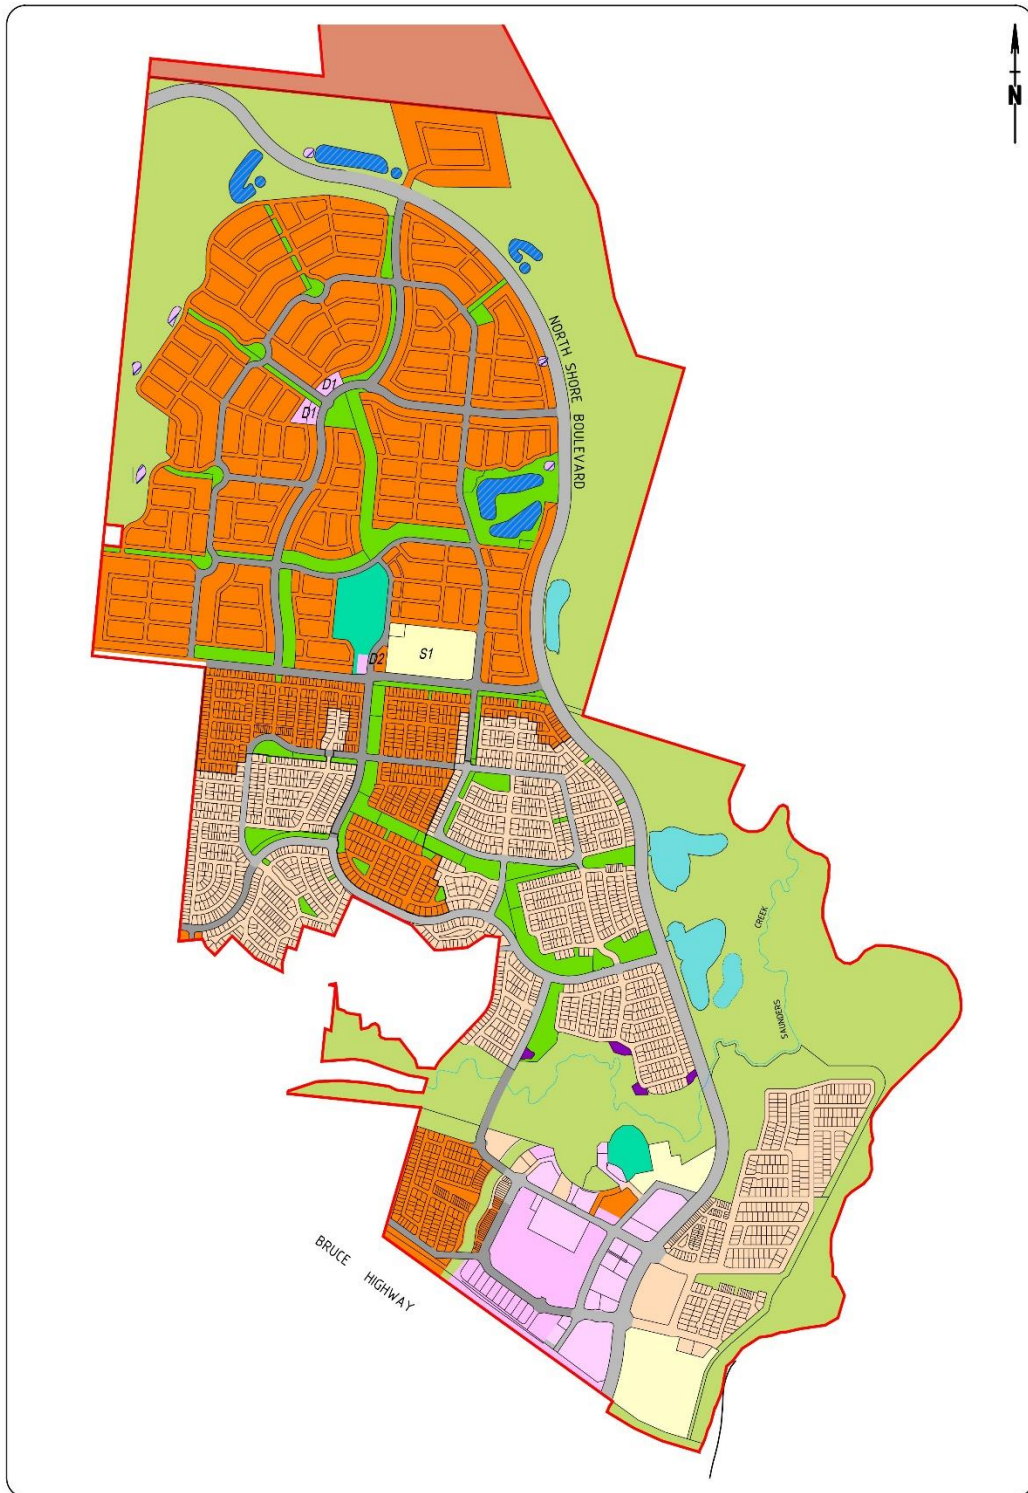 N
NORTH SHORE BOULEVARD
D1
D1
D2
S1
CREEK
SAUNDERS
BRUCE HIGHWAY